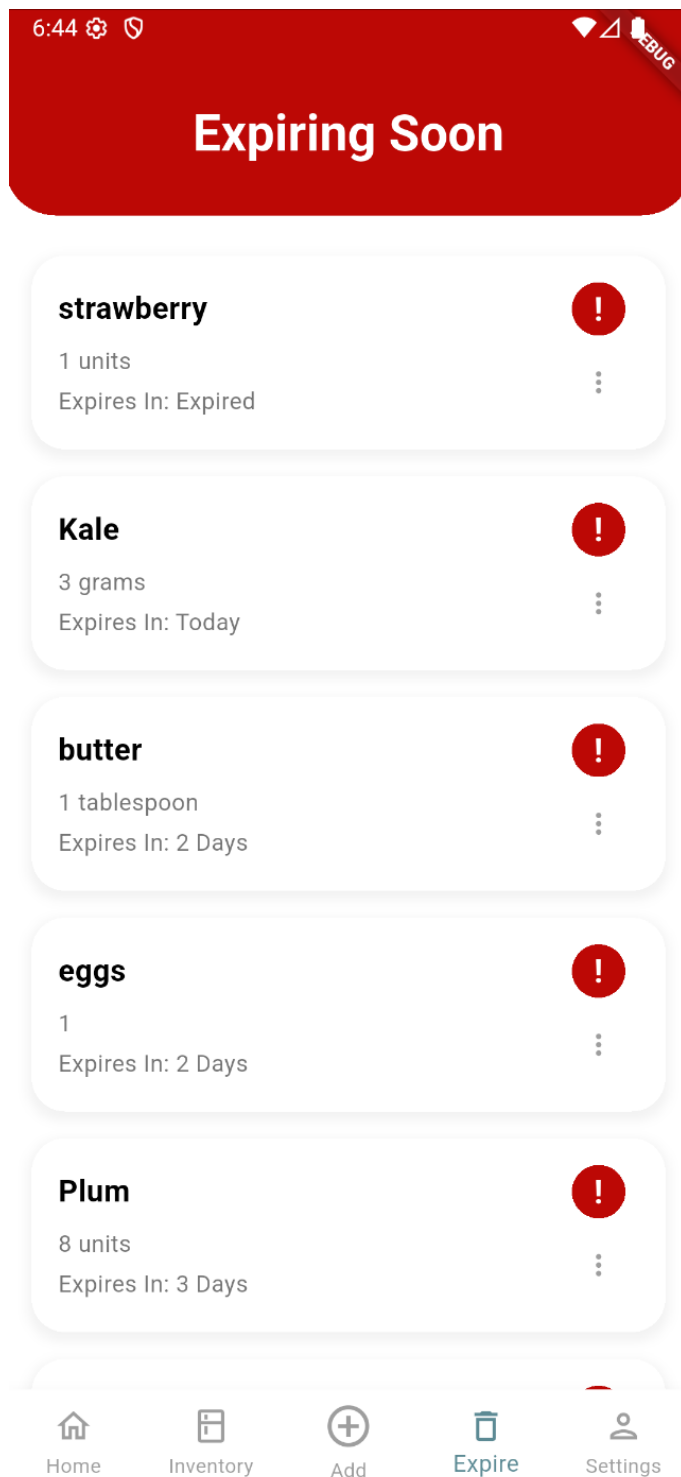 6:44
DEBUG
Expiring Soon
strawberry
!
1 units
Expires In: Expired
Kale
!
3 grams
Expires In: Today
butter
!
1 tablespoon
Expires In: 2 Days
eggs
!
1
Expires In: 2 Days
Plum
!
8 units
Expires In: 3 Days
Home
Inventory
Add
Expire
Settings